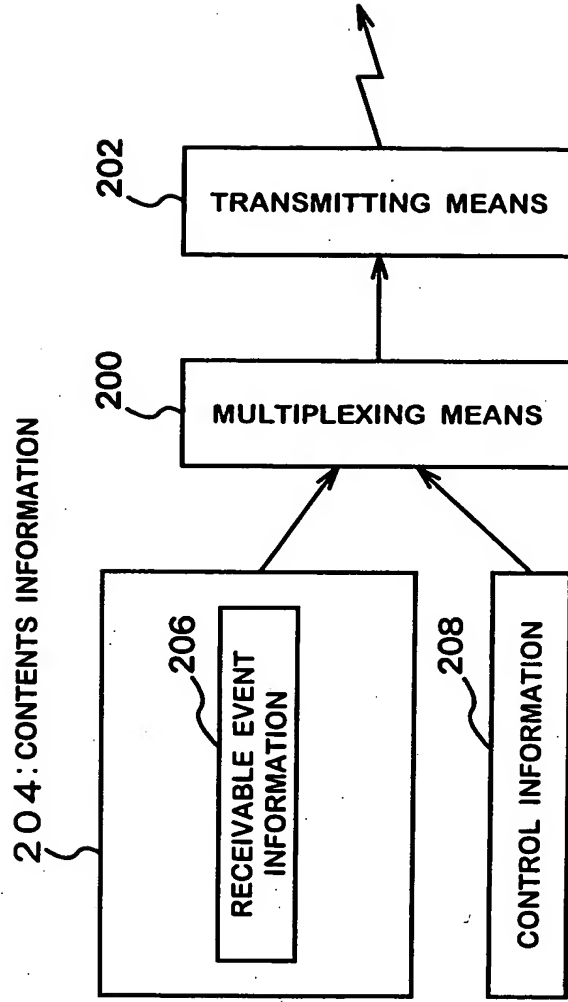 204: CONTENTS INFORMATION
206
RECEIVABLE EVENT
INFORMATION
208
CONTROL INFORMATION
200
MULTIPLEXING MEANS
202
TRANSMITTING MEANS